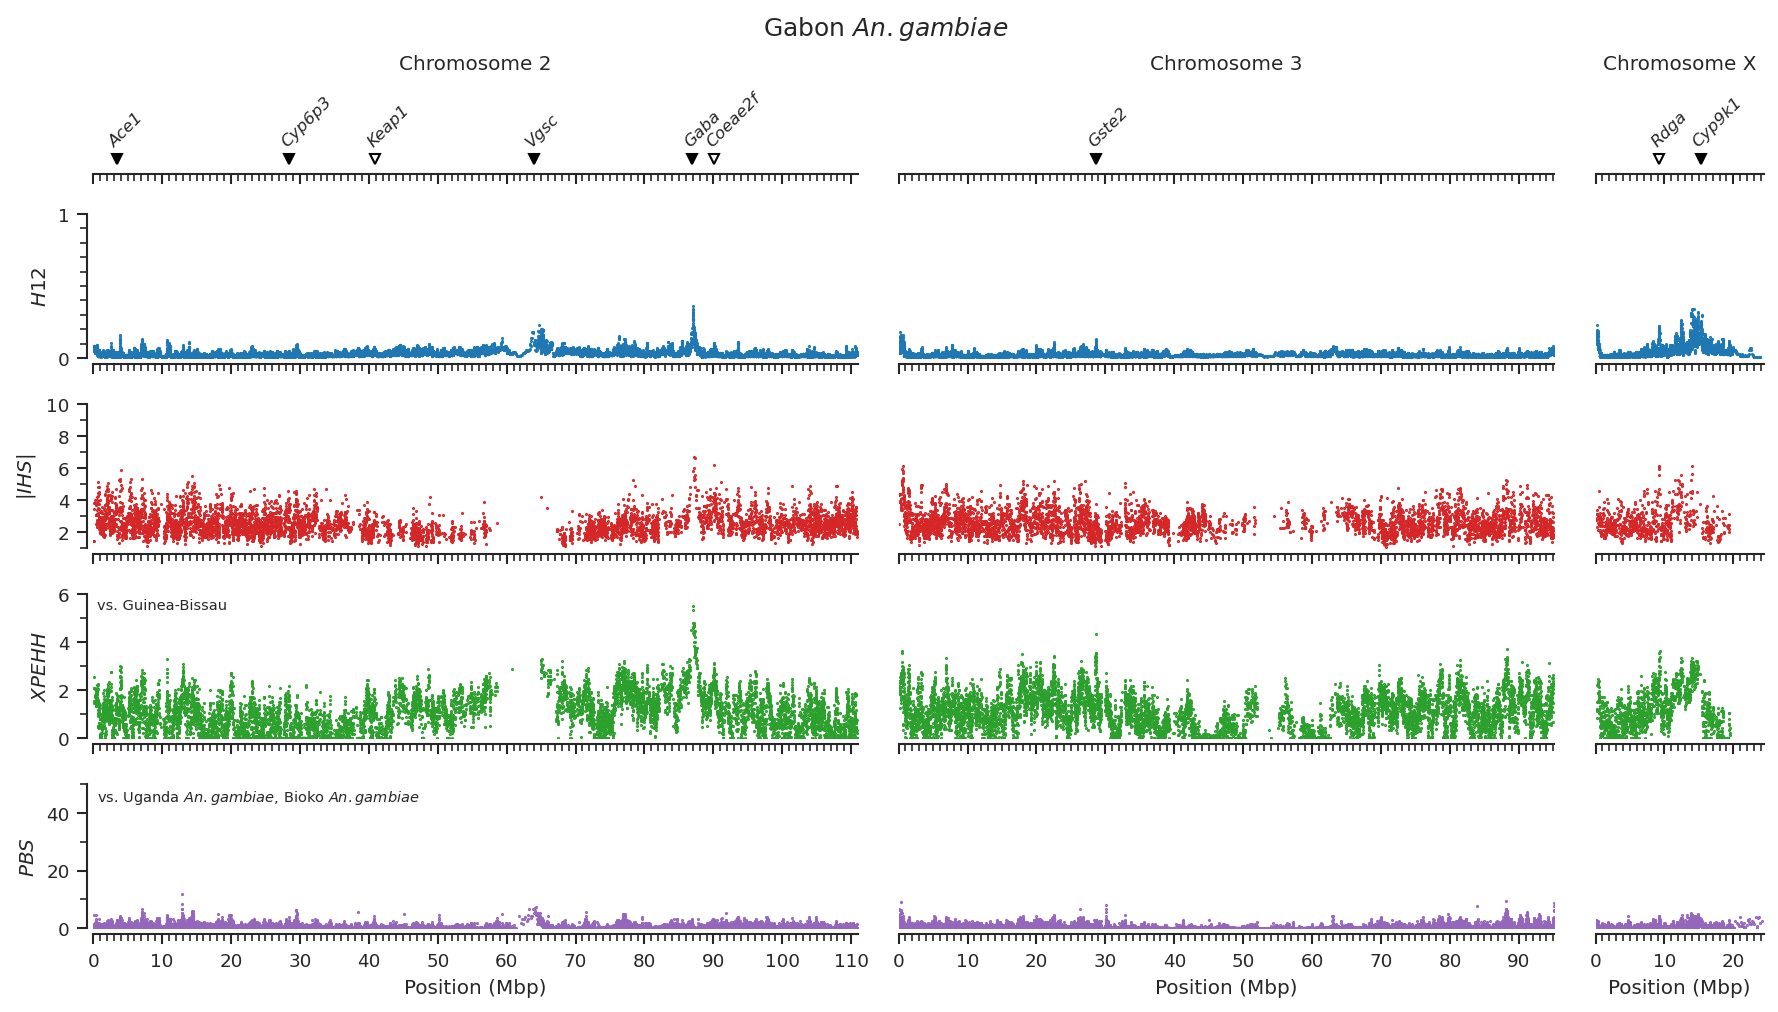 Gabon An. gambiae
Chromosome 2 Chromosome 3 Chromosome X
Ace1 Cyp6p3 Keap1 Vgsc Gaba Coeae2f Gste2 Rdga Cyp9k1
1
H12
0
10
8
6
|IHS|
4
2
6
vs. Guinea-Bissau
4
XPEHH
2
0
vs. Uganda An. gambiae, Bioko An. gambiae
40
PBS
20
0
0 10 20 30 40 50 60 70 80 90 100 110 0 10 20 30 40 50 60 70 80 90 0 10 20
Position (Mbp) Position (Mbp) Position (Mbp)